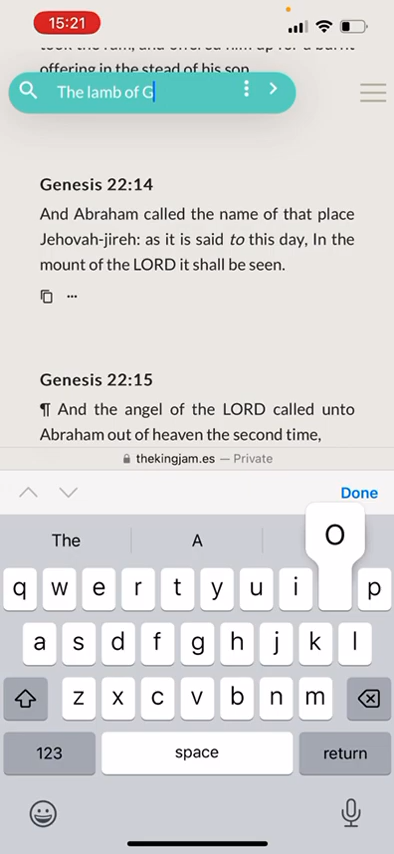 15:21
offering in the stead of his son.
The lamb of G
Genesis 22:14
And Abraham called the name of that place
Jehovah-jireh: as it is said to this day, In the
mount of the LORD it shall be seen.
Genesis 22:15
¶ And the angel of the LORD called unto
Abraham out of heaven the second time,
thekingjam.es — Private
Done
The A
O
q w e r t y u i p
a s d f g h j k l
z x c v b n m
123 space return